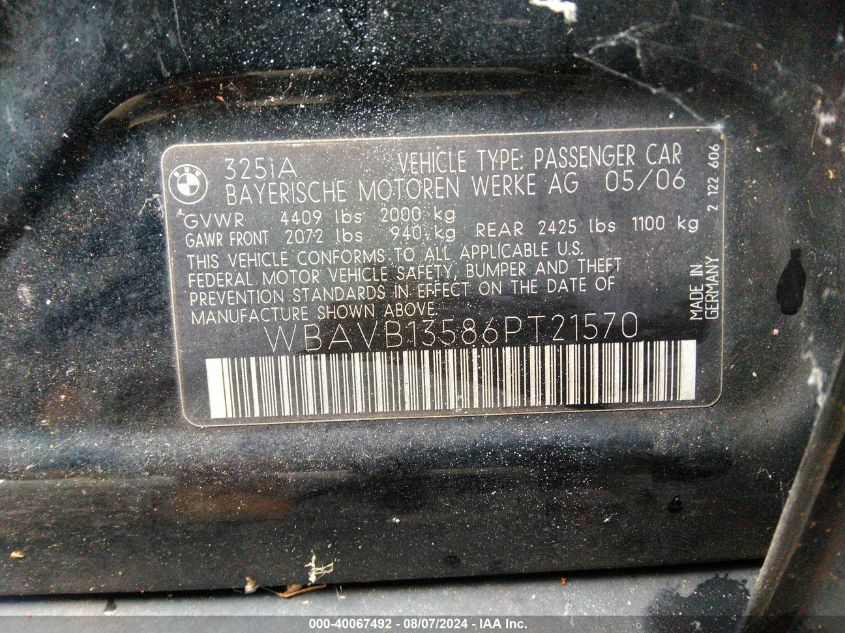 BMW
325iA VEHICLE TYPE: PASSENGER CAR
BAYERISCHE MOTOREN WERKE AG 05/06
GVWR 4409 lbs 2000 kg
GAWR FRONT 2072 lbs 940 kg REAR 2425 lbs 1100 kg
THIS VEHICLE CONFORMS TO ALL APPLICABLE U.S.
FEDERAL MOTOR VEHICLE SAFETY, BUMPER AND THEFT
PREVENTION STANDARDS IN EFFECT ON THE DATE OF
MANUFACTURE SHOWN ABOVE.
WBAVB13586PT21570
MADE IN
GERMANY
2 122 606
000-40067492 - 08/07/2024 - IAAI.com